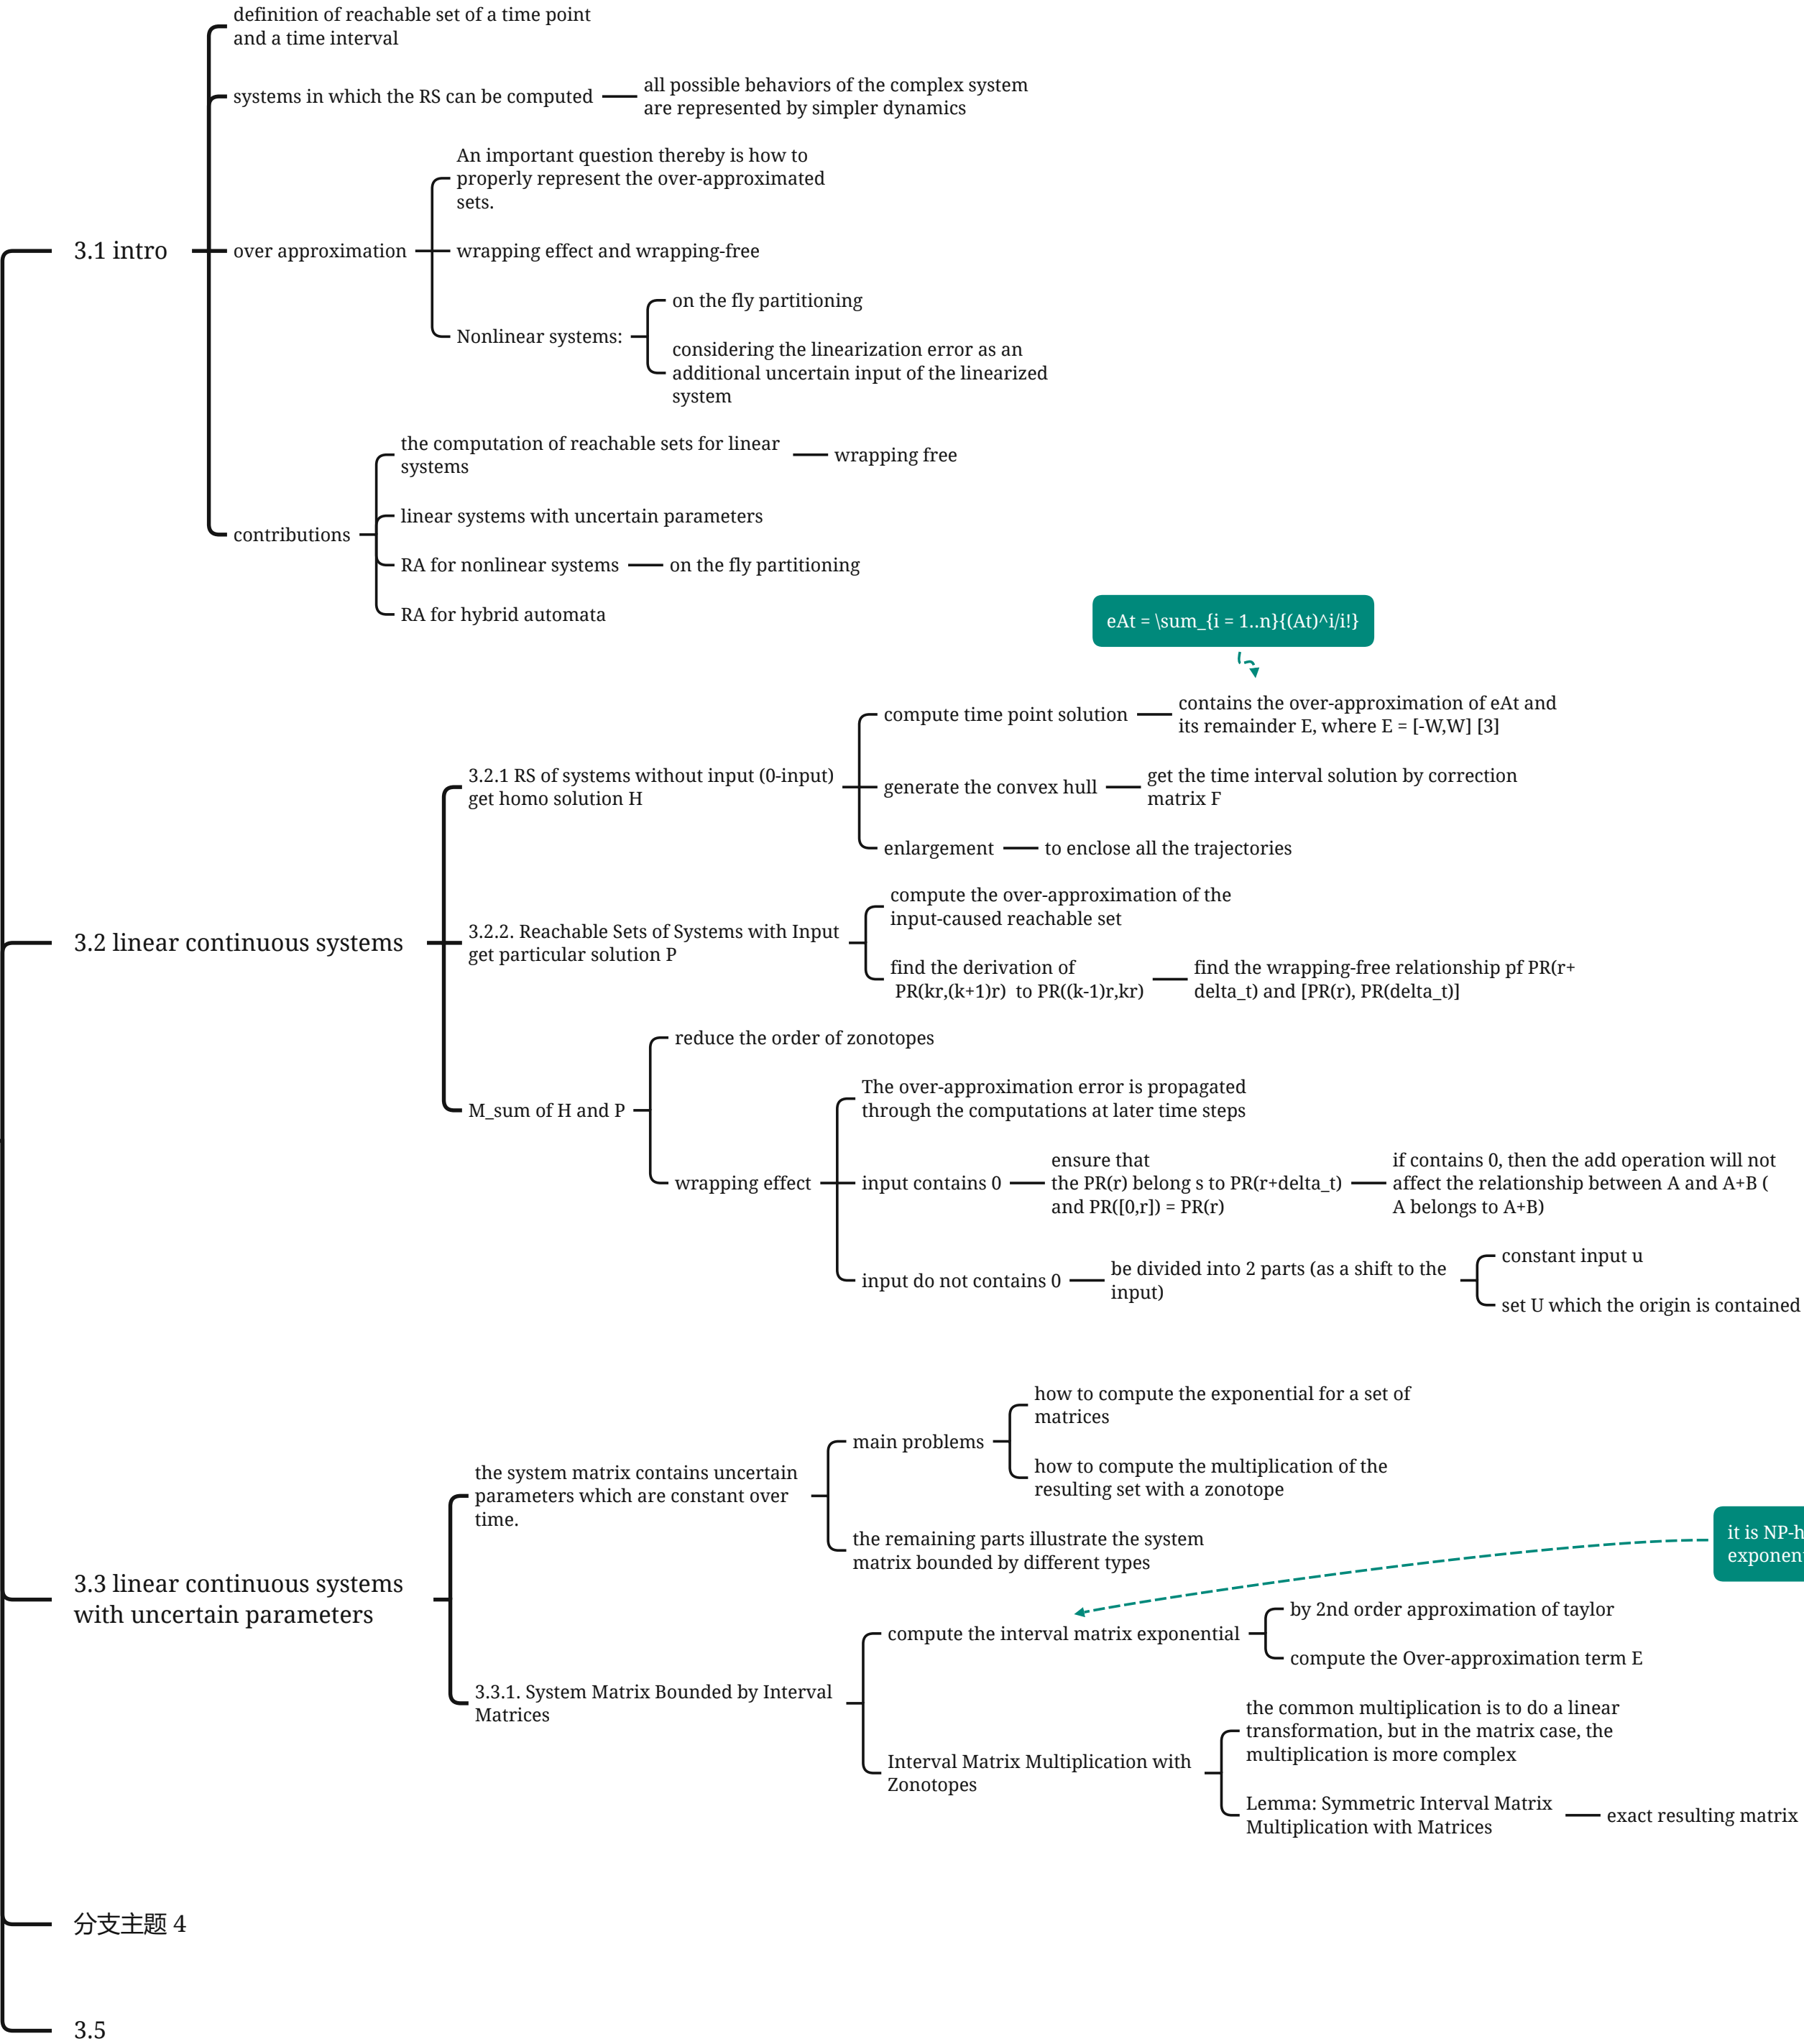 definition of reachable set of a time point
and a time interval
systems in which the RS can be computed
all possible behaviors of the complex system
are represented by simpler dynamics
An important question thereby is how to
properly represent the over-approximated
sets.
3.1 intro
over approximation
wrapping effect and wrapping-free
on the fly partitioning
Nonlinear systems:
considering the linearization error as an
additional uncertain input of the linearized
system
the computation of reachable sets for linear
systems
wrapping free
linear systems with uncertain parameters
contributions
RA for nonlinear systems
on the fly partitioning
RA for hybrid automata
eAt = \sum_{i = 1..n}{(At)^i/i!}
compute time point solution
contains the over-approximation of eAt and
its remainder E, where E = [-W,W] [3]
3.2.1 RS of systems without input (0-input)
get homo solution H
generate the convex hull
get the time interval solution by correction
matrix F
enlargement
to enclose all the trajectories
compute the over-approximation of the
input-caused reachable set
3.2 linear continuous systems
3.2.2. Reachable Sets of Systems with Input
get particular solution P
find the derivation of
PR(kr,(k+1)r)  to PR((k-1)r,kr)
find the wrapping-free relationship pf PR(r+
delta_t) and [PR(r), PR(delta_t)]
reduce the order of zonotopes
The over-approximation error is propagated
through the computations at later time steps
M_sum of H and P
wrapping effect
input contains 0
ensure that
the PR(r) belong s to PR(r+delta_t)
and PR([0,r]) = PR(r)
if contains 0, then the add operation will not
affect the relationship between A and A+B (
A belongs to A+B)
input do not contains 0
be divided into 2 parts (as a shift to the
input)
constant input u
set U which the origin is contained
how to compute the exponential for a set of
matrices
main problems
how to compute the multiplication of the
resulting set with a zonotope
the system matrix contains uncertain
parameters which are constant over
time.
the remaining parts illustrate the system
matrix bounded by different types
it is NP-h
exponen
3.3 linear continuous systems
with uncertain parameters
compute the interval matrix exponential
by 2nd order approximation of taylor
compute the Over-approximation term E
3.3.1. System Matrix Bounded by Interval
Matrices
the common multiplication is to do a linear
transformation, but in the matrix case, the
multiplication is more complex
Interval Matrix Multiplication with
Zonotopes
Lemma: Symmetric Interval Matrix
Multiplication with Matrices
exact resulting matrix
分支主题 4
3.5